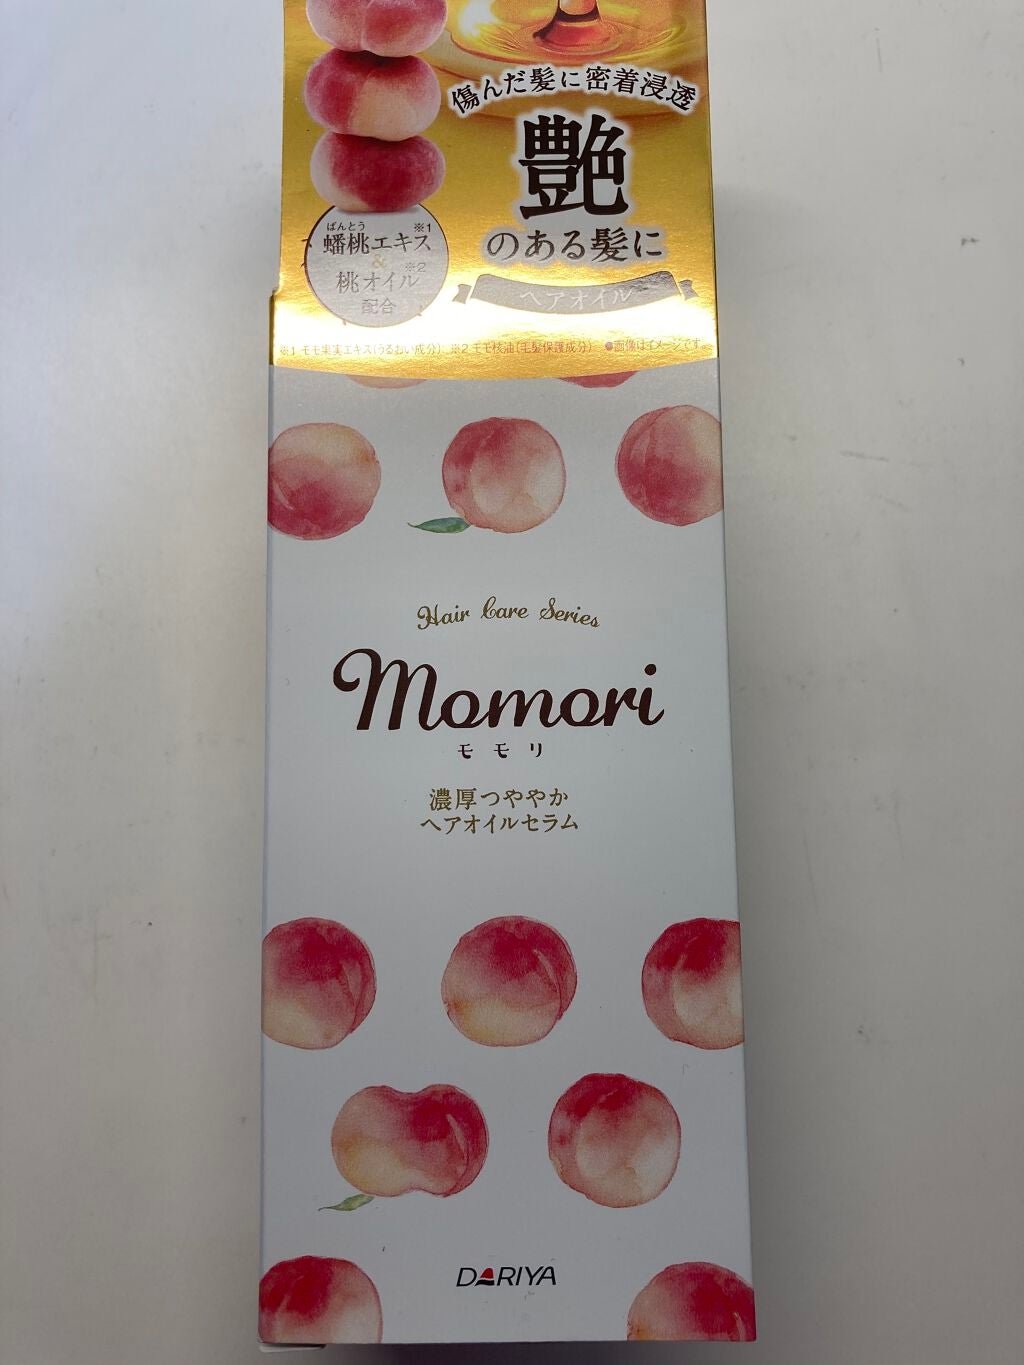 傷んだ髪に密着浸透
艶
のある髪に
ばんとう
蟠桃エキス※1
&
桃オイル※2
配合
ヘアオイル
※1 モモ果実エキス(うるおい成分) ※2 モモ核油(毛髪保護成分) ●画像はイメージです。
Hair Care Series
Momori
モモリ
濃厚つややか
ヘアオイルセラム
DARIYA